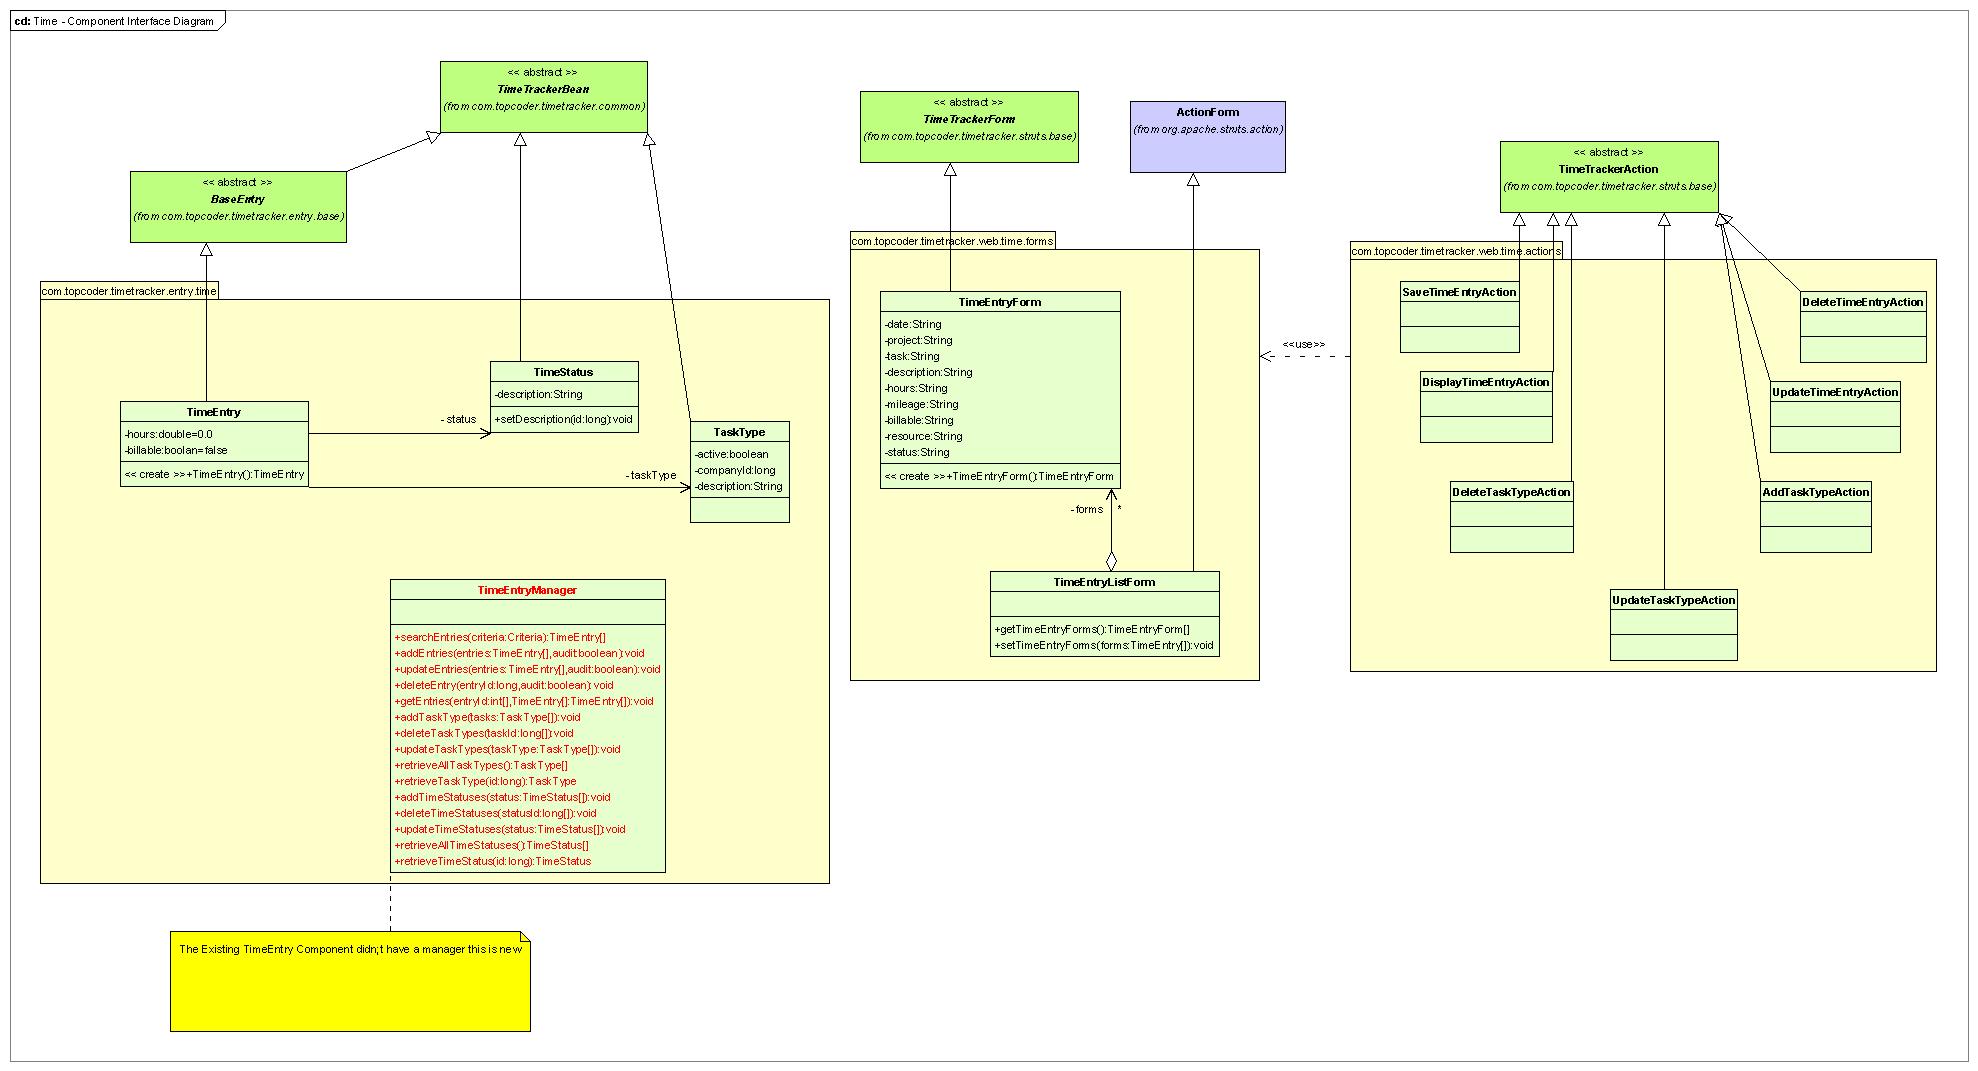 cd: Time - Component Interface Diagram
<< abstract >>
TimeTrackerBean
(from com.topcoder.timetracker.common)
<< abstract >>
BaseEntry
(from com.topcoder.timetracker.entry.base)
com.topcoder.timetracker.entry.time
TimeEntry
-hours:double=0.0
-billable:boolan=false
<< create >>+TimeEntry():TimeEntry
-status
TimeStatus
-description:String
+setDescription(id:long):void
-taskType
TaskType
-active:boolean
-companyId:long
-description:String
TimeEntryManager
+searchEntries(criteria:Criteria):TimeEntry[]
+addEntries(entries:TimeEntry[],audit:boolean):void
+updateEntries(entries:TimeEntry[],audit:boolean):void
+deleteEntry(entryId:long,audit:boolean):void
+getEntries(entryId:int[],TimeEntry[]:TimeEntry[]):void
+addTaskType(tasks:TaskType[]):void
+deleteTaskTypes(taskId:long[]):void
+updateTaskTypes(taskType:TaskType[]):void
+retrieveAllTaskTypes():TaskType[]
+retrieveTaskType(id:long):TaskType
+addTimeStatuses(status:TimeStatus[]):void
+deleteTimeStatuses(statusId:long[]):void
+updateTimeStatuses(status:TimeStatus[]):void
+retrieveAllTimeStatuses():TimeStatus[]
+retrieveTimeStatus(id:long):TimeStatus
The Existing TimeEntry Component didn;t have a manager this is new
<< abstract >>
TimeTrackerForm
(from com.topcoder.timetracker.struts.base)
ActionForm
(from org.apache.struts.action)
com.topcoder.timetracker.web.time.forms
TimeEntryForm
-date:String
-project:String
-task:String
-description:String
-hours:String
-mileage:String
-billable:String
-resource:String
-status:String
<< create >>+TimeEntryForm():TimeEntryForm
-forms
*
TimeEntryListForm
+getTimeEntryForms():TimeEntryForm[]
+setTimeEntryForms(forms:TimeEntry[]):void
<<use>>
<< abstract >>
TimeTrackerAction
(from com.topcoder.timetracker.struts.base)
com.topcoder.timetracker.web.time.actions
SaveTimeEntryAction
DeleteTimeEntryAction
DisplayTimeEntryAction
UpdateTimeEntryAction
DeleteTaskTypeAction
AddTaskTypeAction
UpdateTaskTypeAction